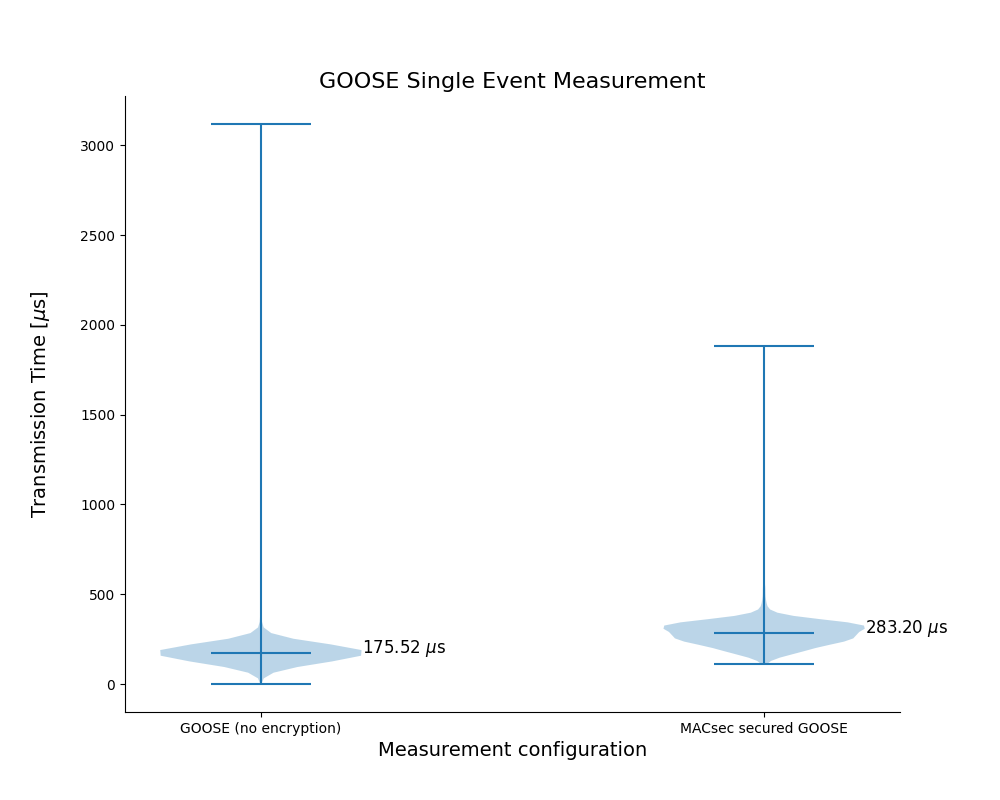 GOOSE Single Event Measurement
Transmission Time [μs]
3000
2500
2000
1500
1000
500
0
175.52 μs
283.20 μs
GOOSE (no encryption)
MACsec secured GOOSE
Measurement configuration